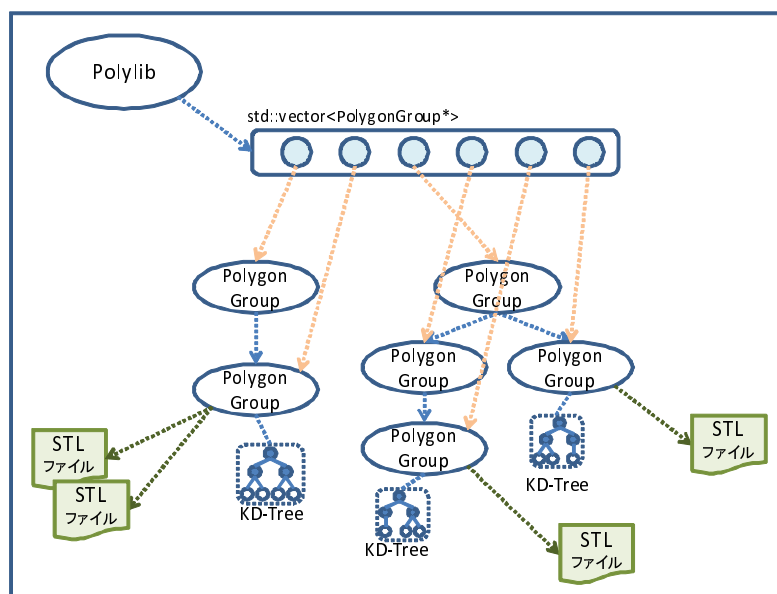 Polylib
std::vector<PolygonGroup*>
Polygon
Group
Polygon
Group
Polygon
Group
Polygon
Group
Polygon
Group
Polygon
Group
STL
ファイル
STL
ファイル
KD-Tree
KD-Tree
KD-Tree
STL
ファイル
STL
ファイル